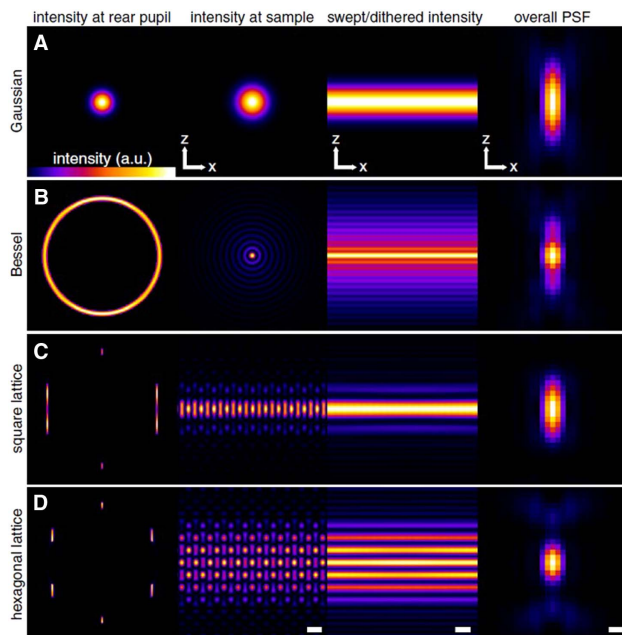 intensity at rear pupil intensity at sample swept/dithered intensity overall PSF
A
Gaussian
z z z
x x x
intensity (a.u.)
B
Bessel
C
square lattice
D
hexagonal lattice